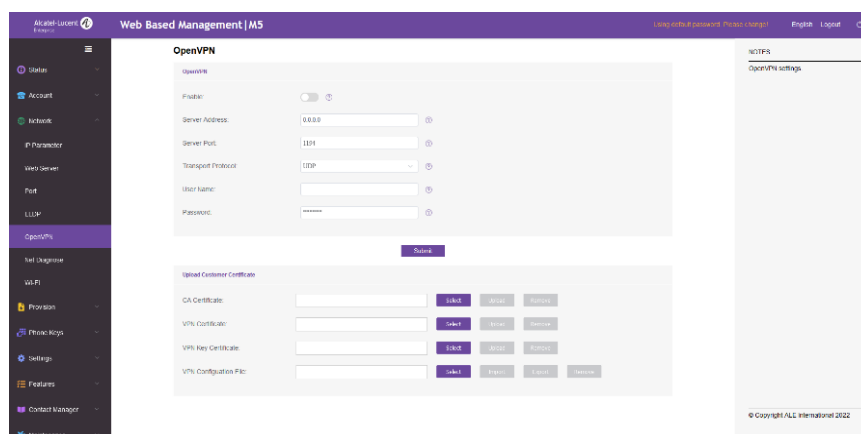 Alcatel·Lucent
Enterprise
Web Based Management | M5
Using default password. Please change!
English
Logout
Status
Account
Network
IP Parameter
Web Server
Port
LLDP
OpenVPN
Net Diagnose
Wi-Fi
Provision
Phone Keys
Settings
Features
Contact Manager
OpenVPN
OpenVPN
Enable:
Server Address:
0.0.0.0
Server Port:
1194
Transport Protocol:
UDP
User Name:
Password:
Submit
Upload Customer Certificate
CA Certificate:
Select
Upload
Remove
VPN Certificate:
Select
Upload
Remove
VPN Key Certificate:
Select
Upload
Remove
VPN Configuation File:
Select
Import
Export
Remove
NOTES
OpenVPN settings
© Copyright ALE International 2022